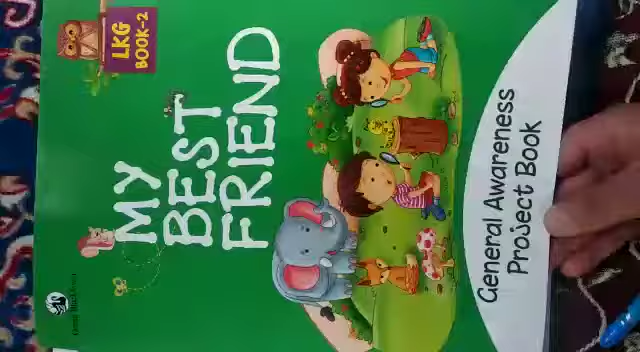 LKG
BOOK-2
MY
BEST
FRIEND
General Awareness
Project Book